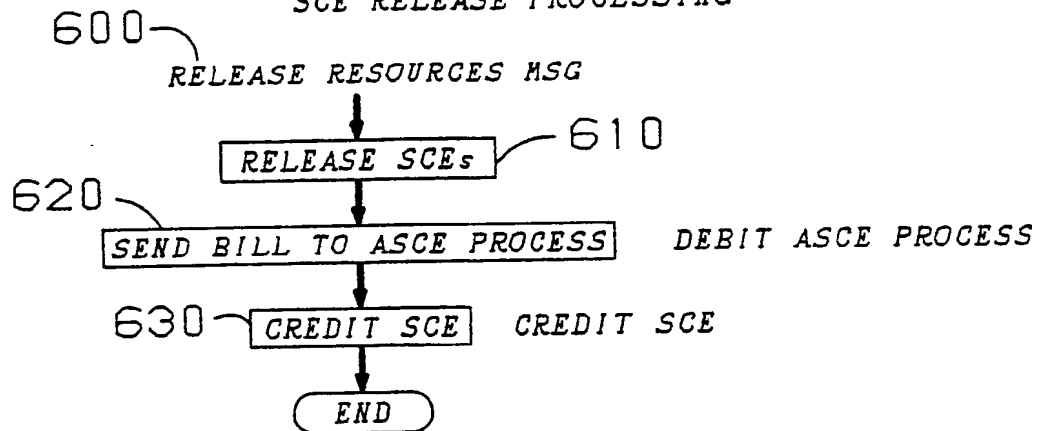 SCE RELEASE PROCESSING
600
RELEASE RESOURCES MSG
RELEASE SCEs 610
620
SEND BILL TO ASCE PROCESS DEBIT ASCE PROCESS
630 CREDIT SCE CREDIT SCE
END